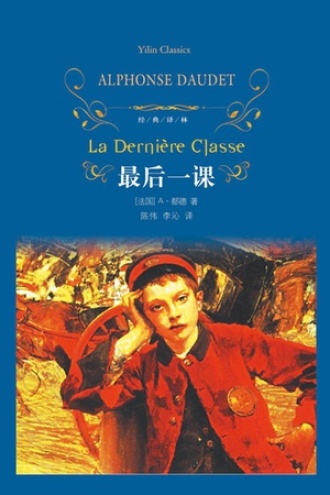 Yilin Classics
ALPHONSE DAUDET
经/典/译/林
La Dernière Classe
最后一课
[法国] A·都德 著
陈伟 李沁 译